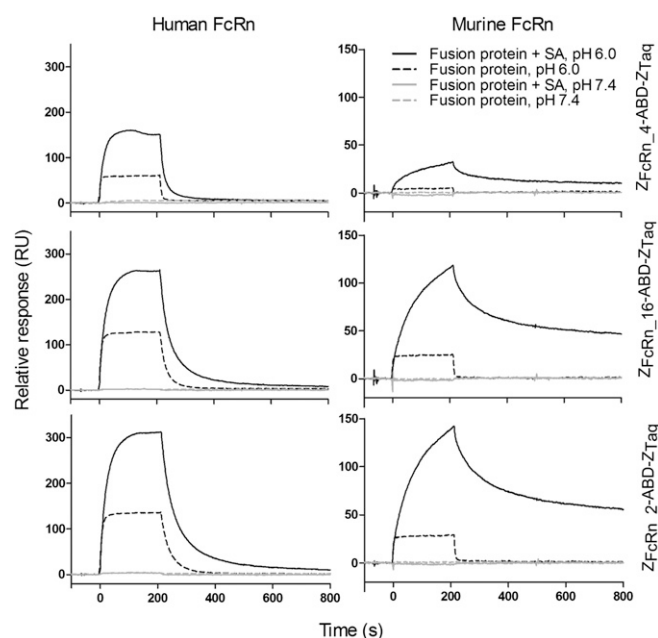 Human FcRn
Murine FcRn
Fusion protein + SA, pH 6.0
Fusion protein, pH 6.0
Fusion protein + SA, pH 7.4
Fusion protein, pH 7.4
300
200
100
0
150
100
50
0
ZFcRn_4-ABD-ZTaq
Relative response (RU)
300
200
100
0
150
100
50
0
ZFcRn_16-ABD-ZTaq
300
200
100
0
150
100
50
0
ZFcRn 2-ABD-ZTaq
0 200 400 600 800
0 200 400 600 800
Time (s)
Time (s)